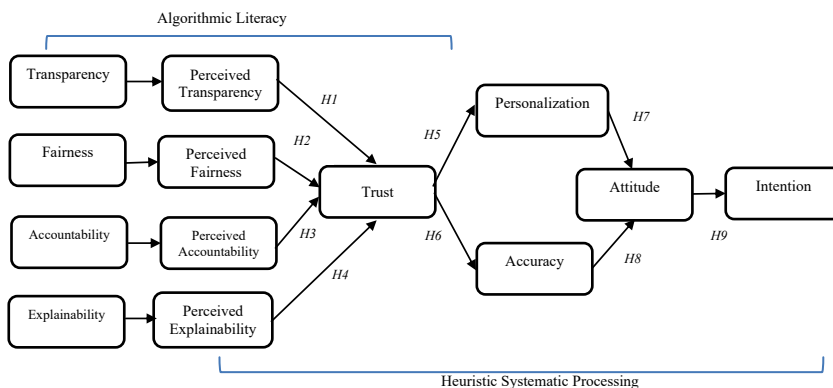 Algorithmic Literacy
Transparency
Perceived
Transparency
H1
Personalization
H5
H7
Fairness
Perceived
Fairness
H2
Trust
Attitude
Intention
Accountability
Perceived
Accountability
H3
H6
H9
Accuracy
H8
H4
Explainability
Perceived
Explainability
Heuristic Systematic Processing